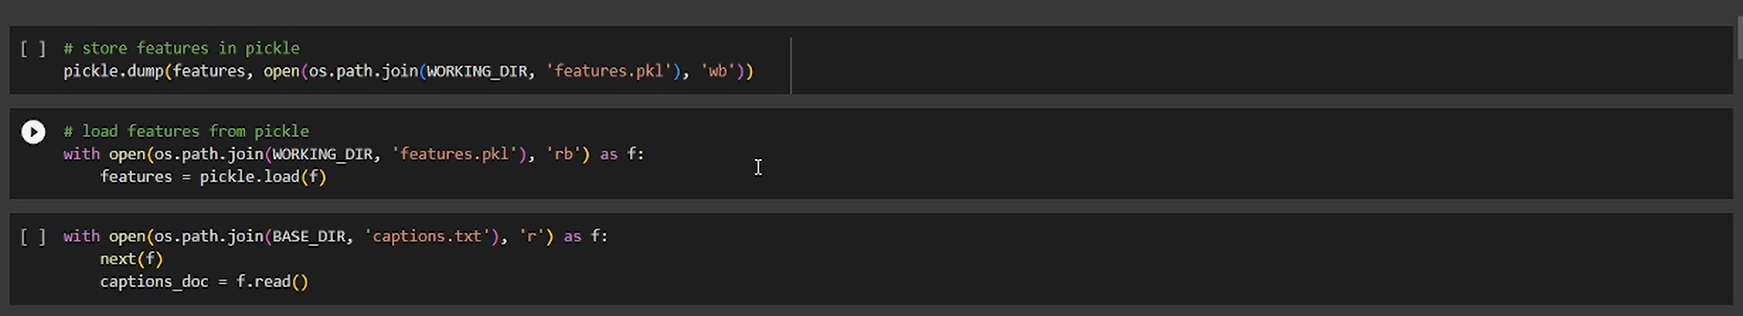 [ ] # store features in pickle
pickle.dump(features, open(os.path.join(WORKING_DIR, 'features.pkl'), 'wb'))
# load features from pickle
with open(os.path.join(WORKING_DIR, 'features.pkl'), 'rb') as f:
    features = pickle.load(f)
[ ] with open(os.path.join(BASE_DIR, 'captions.txt'), 'r') as f:
    next(f)
    captions_doc = f.read()